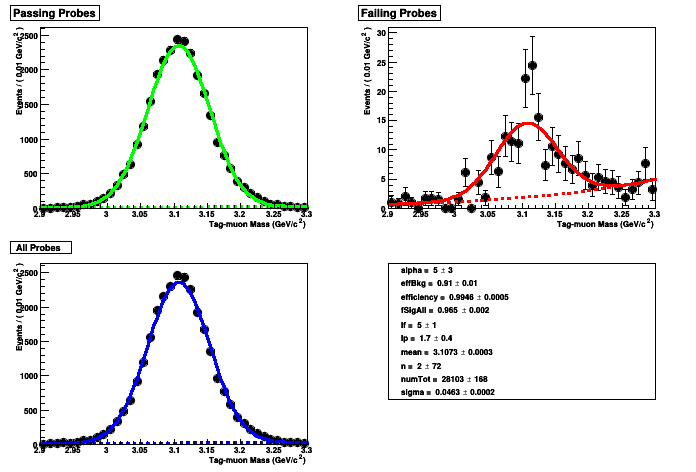 Passing Probes
Events / ( 0.01 GeV/c² )
2500
2000
1500
1000
500
0
2.9 2.95 3 3.05 3.1 3.15 3.2 3.25 3.3
Tag-muon Mass (GeV/c²)
Failing Probes
Events / ( 0.01 GeV/c² )
30
25
20
15
10
5
0
2.9 2.95 3 3.05 3.1 3.15 3.2 3.25 3.3
Tag-muon Mass (GeV/c²)
All Probes
Events / ( 0.01 GeV/c² )
2500
2000
1500
1000
500
0
2.9 2.95 3 3.05 3.1 3.15 3.2 3.25 3.3
Tag-muon Mass (GeV/c²)
alpha = 5 ± 3
effBkg = 0.91 ± 0.01
efficiency = 0.9946 ± 0.0005
fSigAll = 0.965 ± 0.002
lf = 5 ± 1
lp = 1.7 ± 0.4
mean = 3.1073 ± 0.0003
n = 2 ± 72
numTot = 28103 ± 168
sigma = 0.0463 ± 0.0002